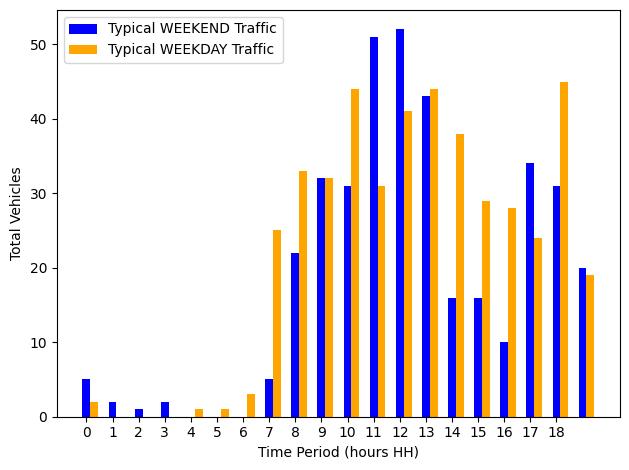 Typical WEEKEND Traffic
Typical WEEKDAY Traffic
50
40
30
20
10
0
Total Vehicles
0 1 2 3 4 5 6 7 8 9 10 11 12 13 14 15 16 17 18
Time Period (hours HH)